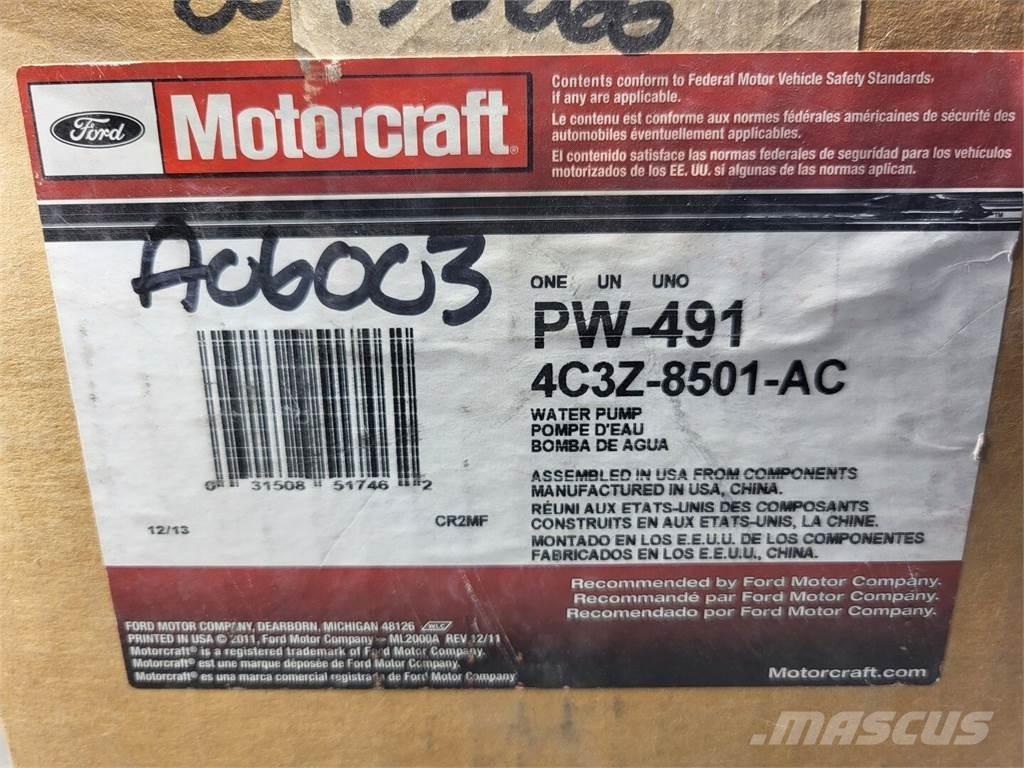 Ford
Motorcraft®
Contents conform to Federal Motor Vehicle Safety Standards,
if any are applicable.
Le contenu est conforme aux normes fédérales américaines de sécurité des
automobiles éventuellement applicables.
El contenido satisface las normas federales de seguridad para los vehículos
motorizados de los EE. UU. si algunas de las normas aplican.
™
A06003
ONE UN UNO
PW-491
4C3Z-8501-AC
WATER PUMP
POMPE D'EAU
BOMBA DE AGUA
0 31508 51746 2
12/13
CR2MF
ASSEMBLED IN USA FROM COMPONENTS
MANUFACTURED IN USA, CHINA.
RÉUNI AUX ETATS-UNIS DES COMPOSANTS
CONSTRUITS EN AUX ETATS-UNIS, LA CHINE.
MONTADO EN LOS E.E.U.U. DE LOS COMPONENTES
FABRICADOS EN LOS E.E.U.U., CHINA.
Recommended by Ford Motor Company.
Recommandé par Ford Motor Company.
Recomendado por Ford Motor Company.
FORD MOTOR COMPANY, DEARBORN, MICHIGAN 48126 WLC
PRINTED IN USA © 2011, Ford Motor Company — ML2000A REV 12/11
Motorcraft® is a registered trademark of Ford Motor Company.
Motorcraft® est une marque déposée de Ford Motor Company.
Motorcraft® es una marca comercial registrada de Ford Motor Company
Motorcraft.com
MASCUS